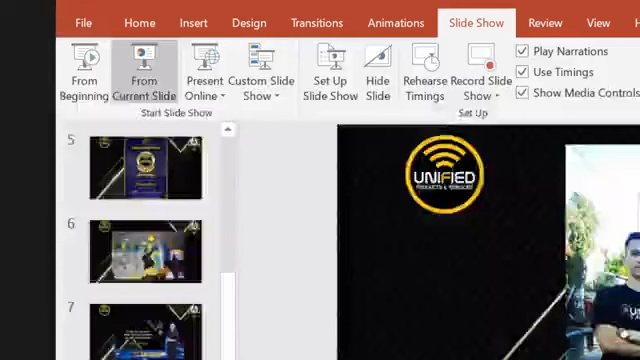 File Home Insert Design Transitions Animations Slide Show Review View
From Beginning
From Current Slide
Present Online
Custom Slide Show
Set Up Slide Show
Hide Slide
Rehearse Timings
Record Slide Show
Play Narrations
Use Timings
Show Media Controls
Start Slide Show
Set Up
5
6
7
UNIFIED
PRODUCTS & SERVICES